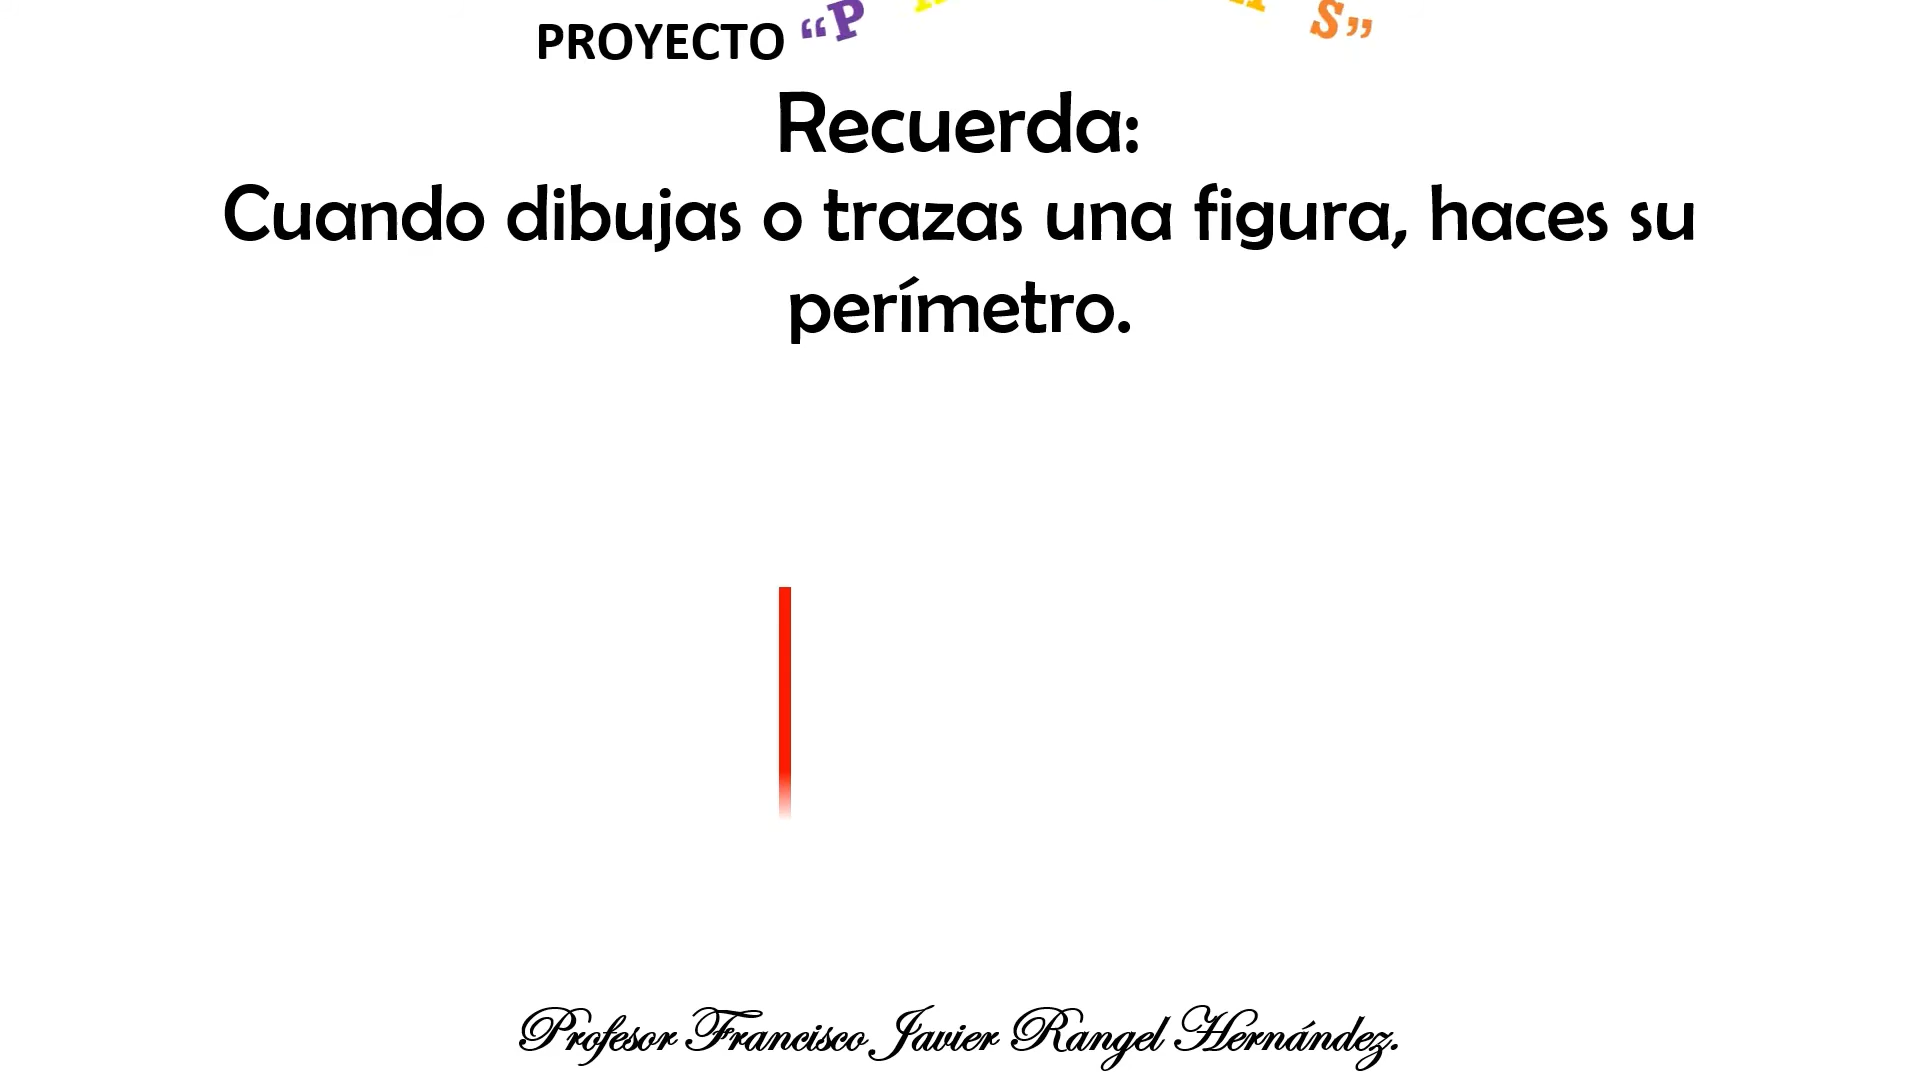 PROYECTO “P S”
Recuerda:
Cuando dibujas o trazas una figura, haces su
perímetro.
Profesor Francisco Javier Rangel Hernández.